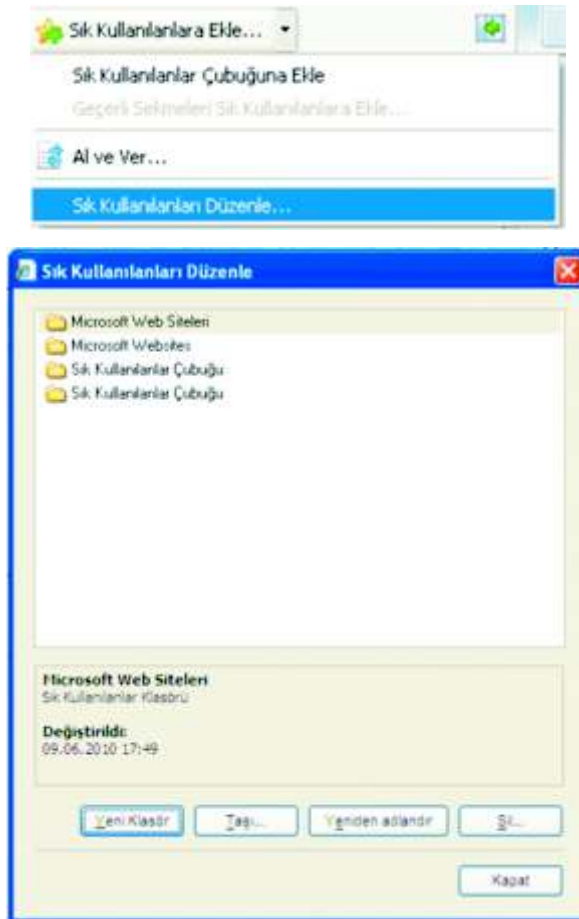 Sık Kullanılanlara Ekle...
Sık Kullanılanlar Çubuğuna Ekle
Geçerli Sekmeleri Sık Kullanılanlara Ekle...
Al ve Ver...
Sık Kullanılanları Düzenle...
Sık Kullanılanları Düzenle
Microsoft Web Siteleri
Microsoft Websites
Sık Kullanılanlar Çubuğu
Sık Kullanılanlar Çubuğu
Microsoft Web Siteleri
Sık Kullanılanlar Klasörü
Değiştirildi:
09.06.2010 17:49
Yeni Klasör Taşı... Yeniden adlandır Sil...
Kapat